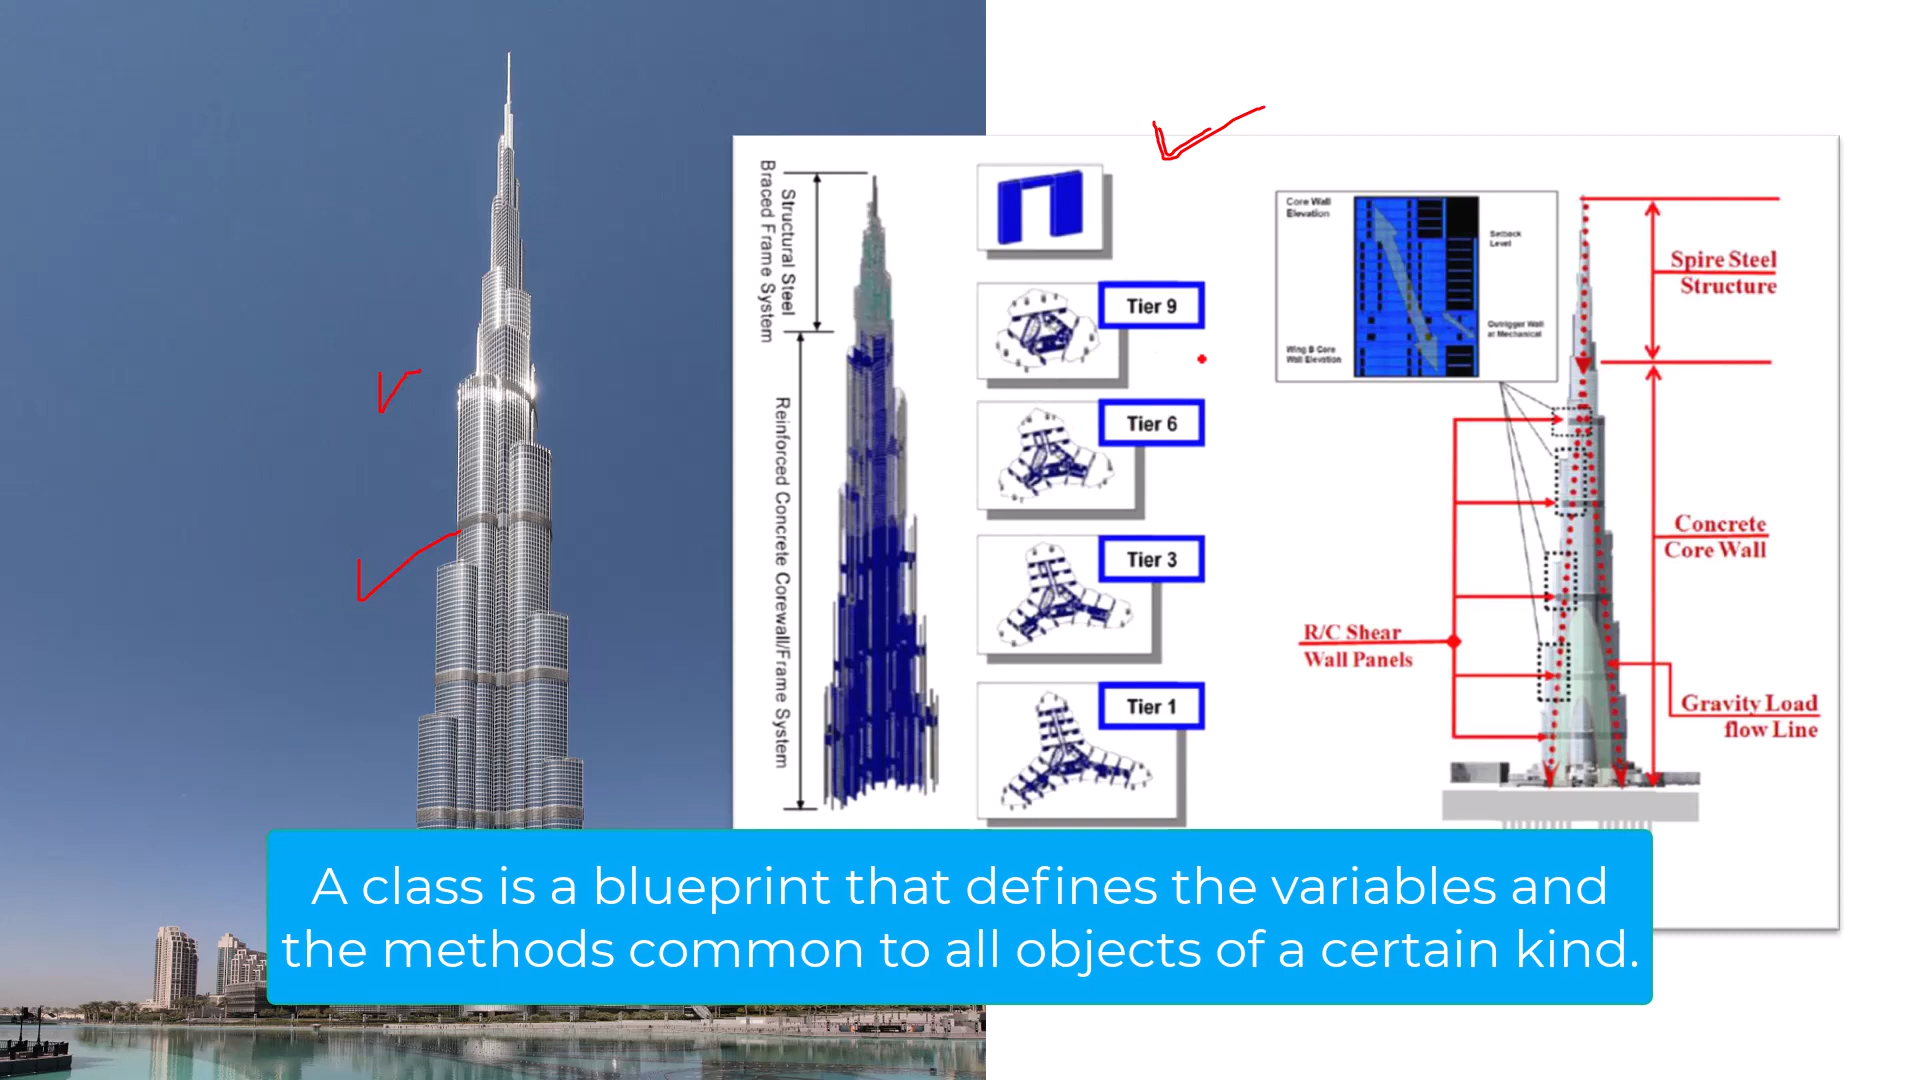 Structural Steel
Braced Frame System
Reinforced Concrete Corewall/Frame System
Tier 9
Tier 6
Tier 3
Tier 1
Core Wall
Elevation
Setback
Level
Outrigger Wall
at Mechanical
Wing B Core
Wall Elevation
Spire Steel
Structure
Concrete
Core Wall
R/C Shear
Wall Panels
Gravity Load
flow Line
A class is a blueprint that defines the variables and
the methods common to all objects of a certain kind.